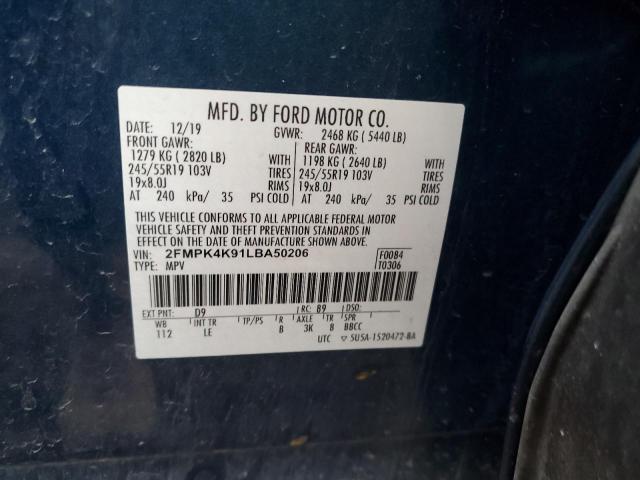 MFD. BY FORD MOTOR CO.
DATE: 12/19 GVWR: 2468 KG ( 5440 LB)
FRONT GAWR: REAR GAWR:
1279 KG ( 2820 LB) WITH 1198 KG ( 2640 LB) WITH
245/55R19 103V TIRES 245/55R19 103V TIRES
19x8.0J RIMS 19x8.0J RIMS
AT 240 kPa/ 35 PSI COLD AT 240 kPa/ 35 PSI COLD
THIS VEHICLE CONFORMS TO ALL APPLICABLE FEDERAL MOTOR
VEHICLE SAFETY AND THEFT PREVENTION STANDARDS IN
EFFECT ON THE DATE OF MANUFACTURE SHOWN ABOVE.
VIN: 2FMPK4K91LBA50206 F0084
TYPE: MPV T0306
EXT PNT: D9 RC: 89 DSO:
WB INT TR TP/PS R AXLE TR SPR
112 LE B 3K 8 BBCC
UTC ▽ 5U5A-1520472-BA